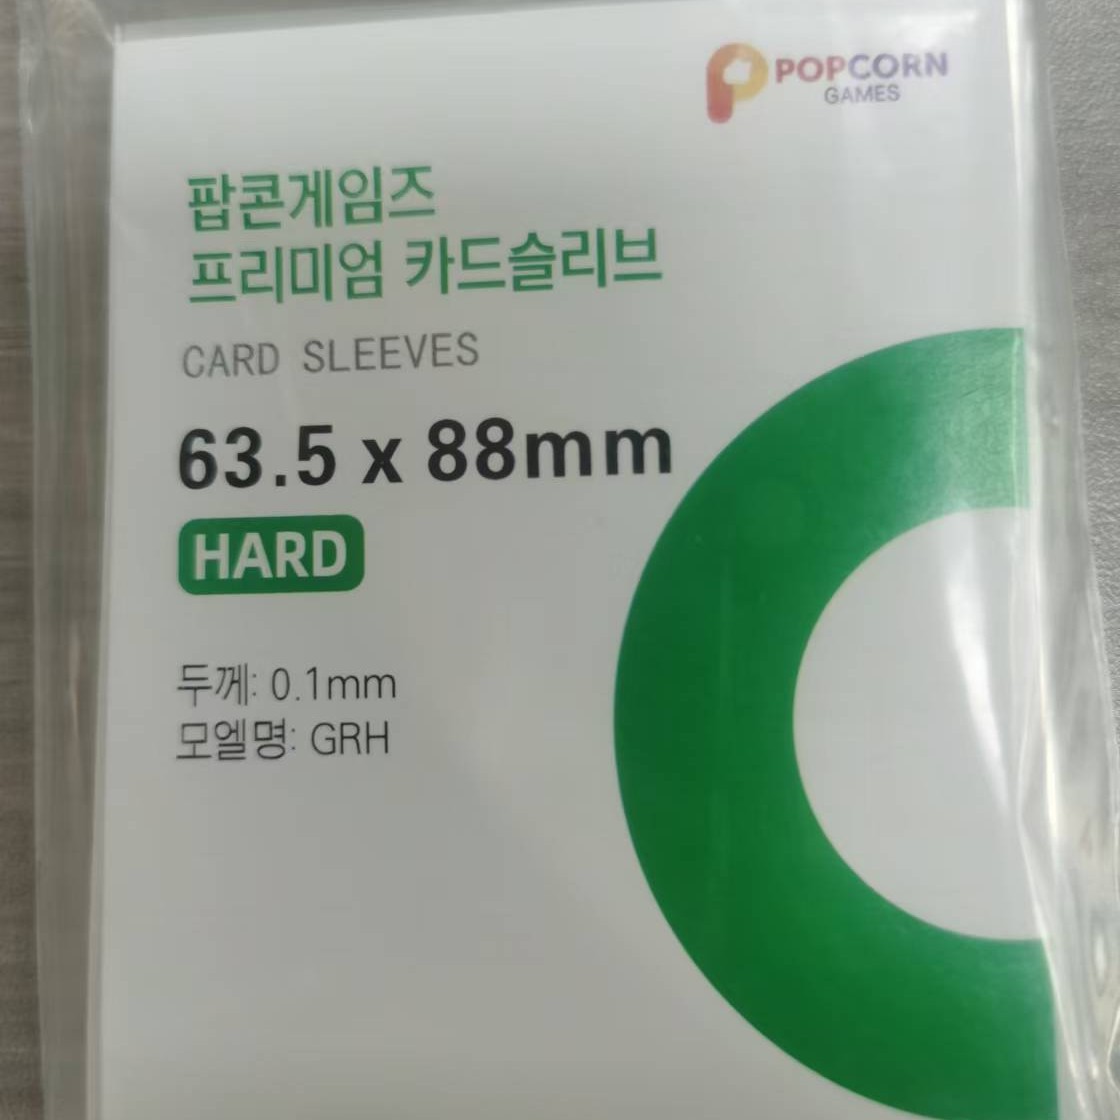 POPCORN
GAMES
팝콘게임즈
프리미엄 카드슬리브
CARD SLEEVES
63.5 x 88mm
HARD
두께: 0.1mm
모엘명: GRH